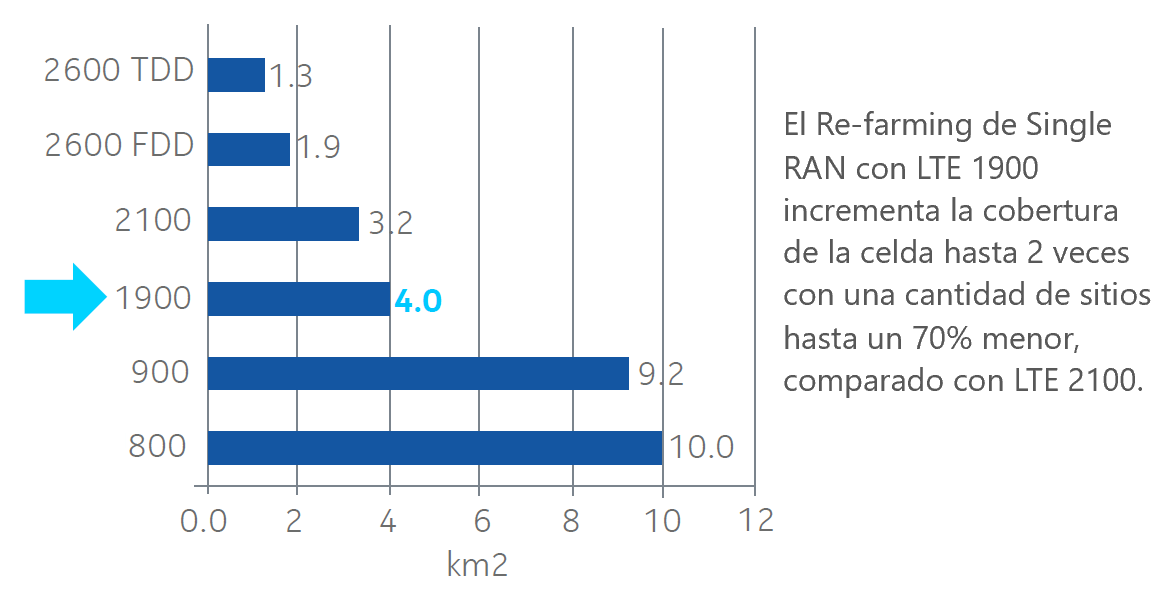 2600 TDD 1.3
2600 FDD 1.9
2100 3.2
1900 4.0
900 9.2
800 10.0
0.0 2 4 6 8 10 12
km2
El Re-farming de Single
RAN con LTE 1900
incrementa la cobertura
de la celda hasta 2 veces
con una cantidad de sitios
hasta un 70% menor,
comparado con LTE 2100.